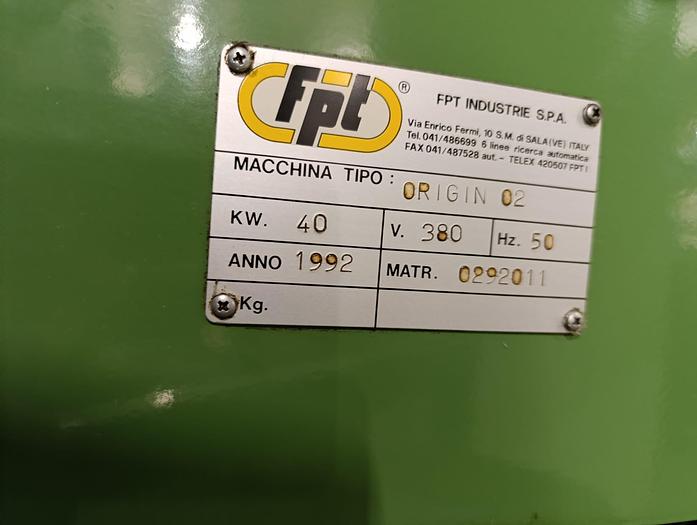 Fpt ®
FPT INDUSTRIE S.P.A.
Via Enrico Fermi, 10 S.M. di SALA(VE) ITALY
Tel. 041/486699 6 linee ricerca automatica
FAX 041/487528 aut. - TELEX 420507 FPT I
MACCHINA TIPO: ORIGIN 02
KW. 40 V. 380 Hz. 50
ANNO 1992 MATR. 0292011
Kg.